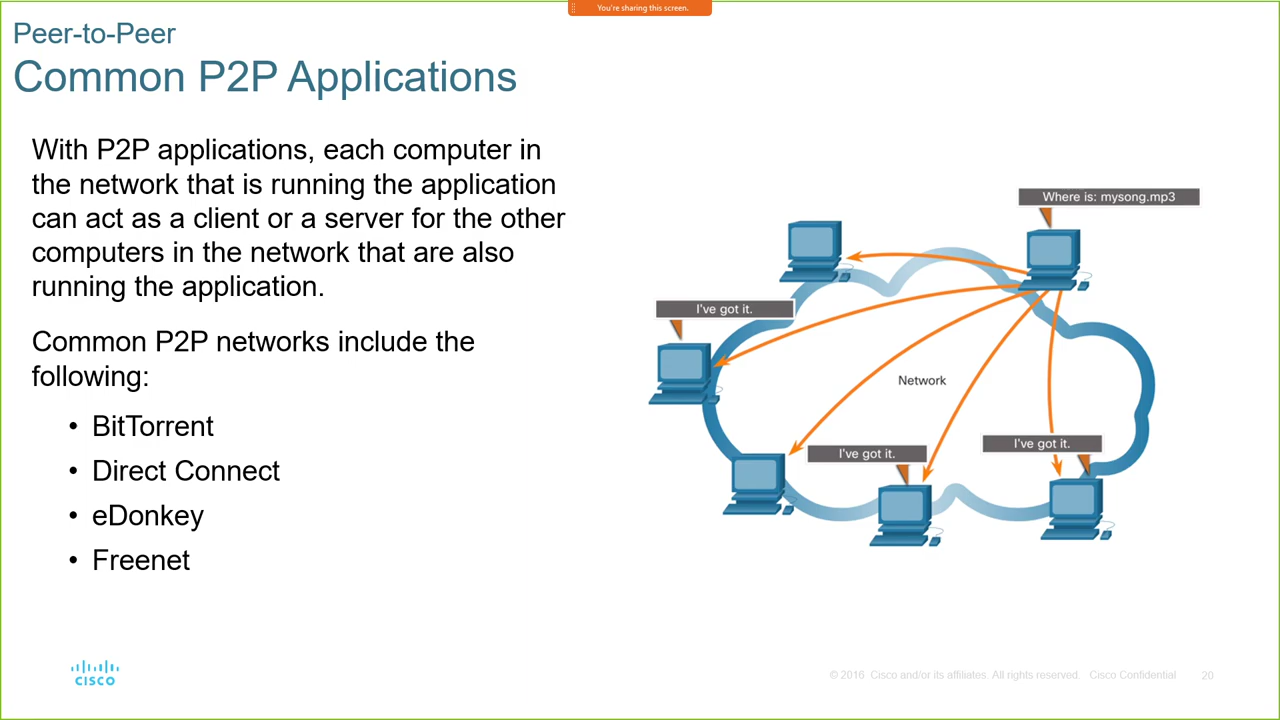 You're sharing this screen.
Peer-to-Peer
Common P2P Applications
With P2P applications, each computer in
the network that is running the application
can act as a client or a server for the other
computers in the network that are also
running the application.
Common P2P networks include the
following:
• BitTorrent
• Direct Connect
• eDonkey
• Freenet
Where is: mysong.mp3
I've got it.
Network
I've got it.
I've got it.
CISCO
© 2016 Cisco and/or its affiliates. All rights reserved. Cisco Confidential 20